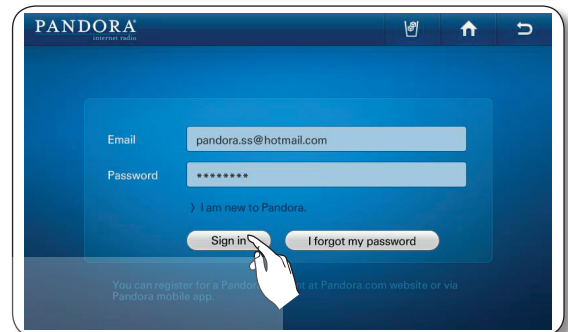 PANDORA®
internet radio
Email
pandora.ss@hotmail.com
Password
********
〉I am new to Pandora.
Sign in
I forgot my password
You can register for a Pandora nt at Pandora.com website or via
Pandora mobile app.